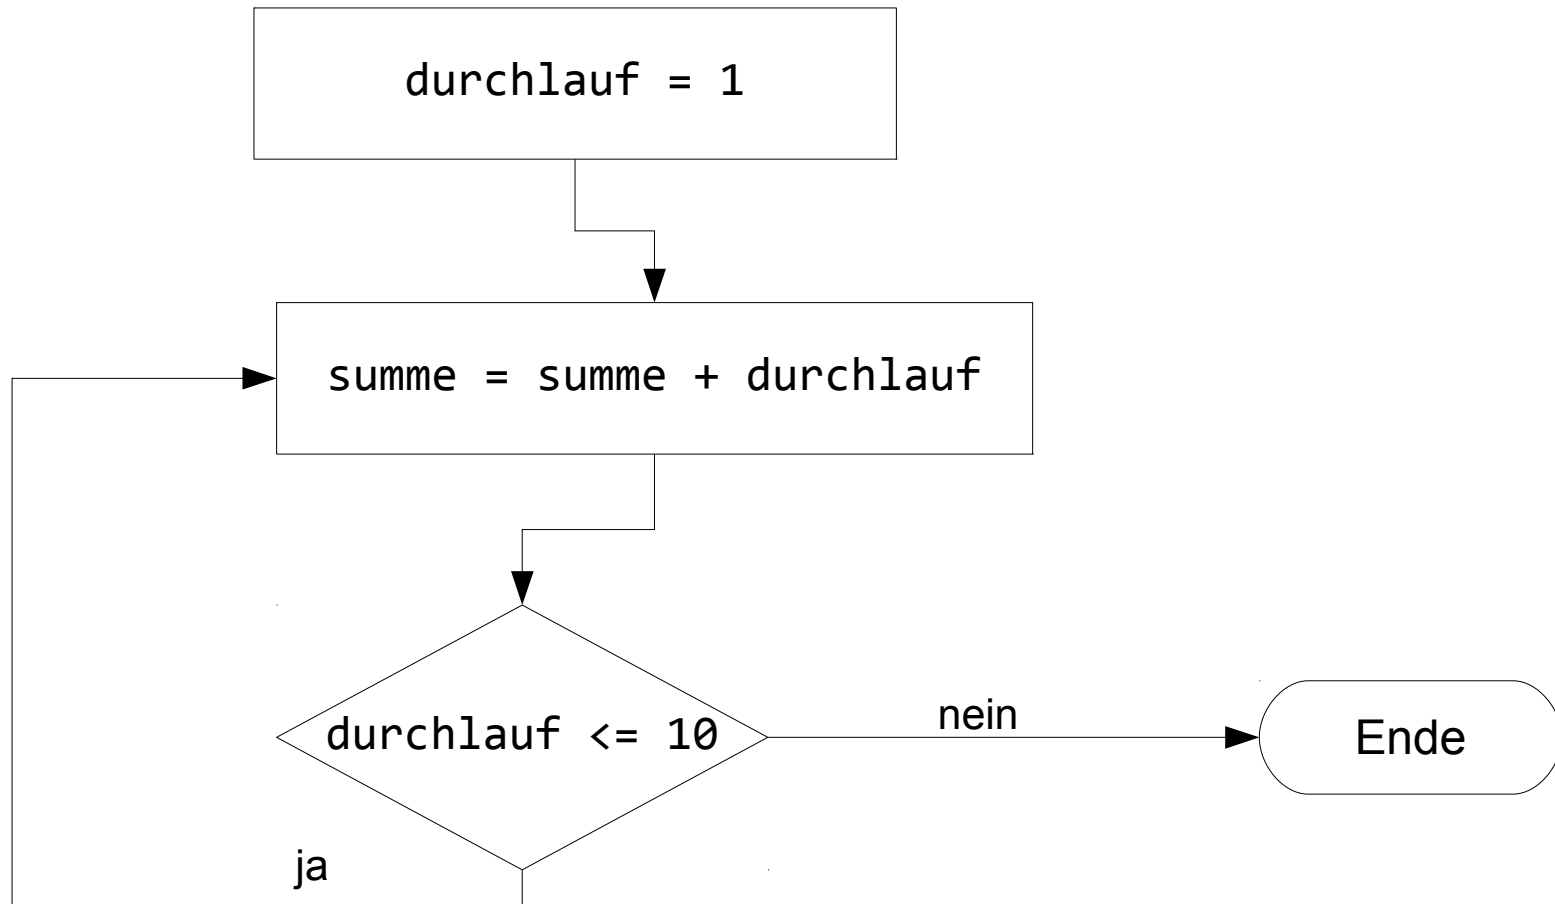 durchlauf = 1
summe = summe + durchlauf
durchlauf <= 10
nein
Ende
ja